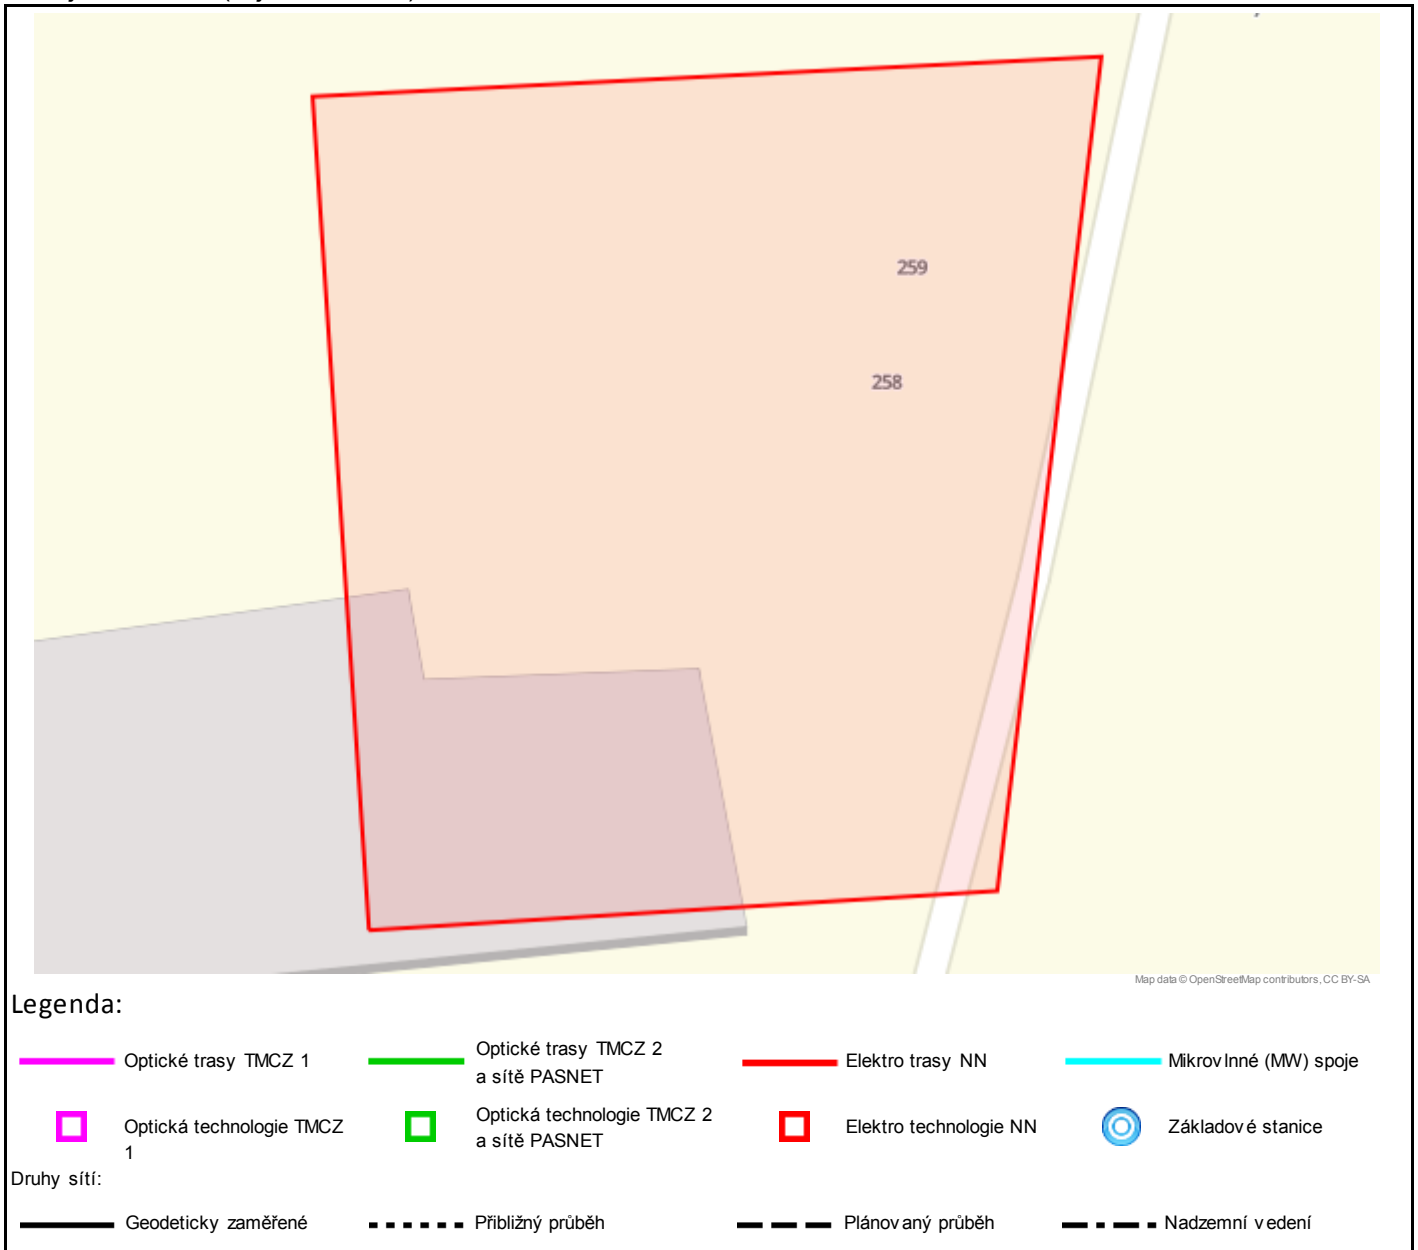 259
258
Map data © OpenStreetMap contributors, CC BY-SA
Legenda:
Optické trasy TMCZ 1
Optické trasy TMCZ 2
a sítě PASNET
Elektro trasy NN
Mikrovlnné (MW) spoje
Optická technologie TMCZ
1
Optická technologie TMCZ 2
a sítě PASNET
Elektro technologie NN
Základové stanice
Druhy sítí:
Geodeticky zaměřené
Přibližný průběh
Plánovaný průběh
Nadzemní vedení